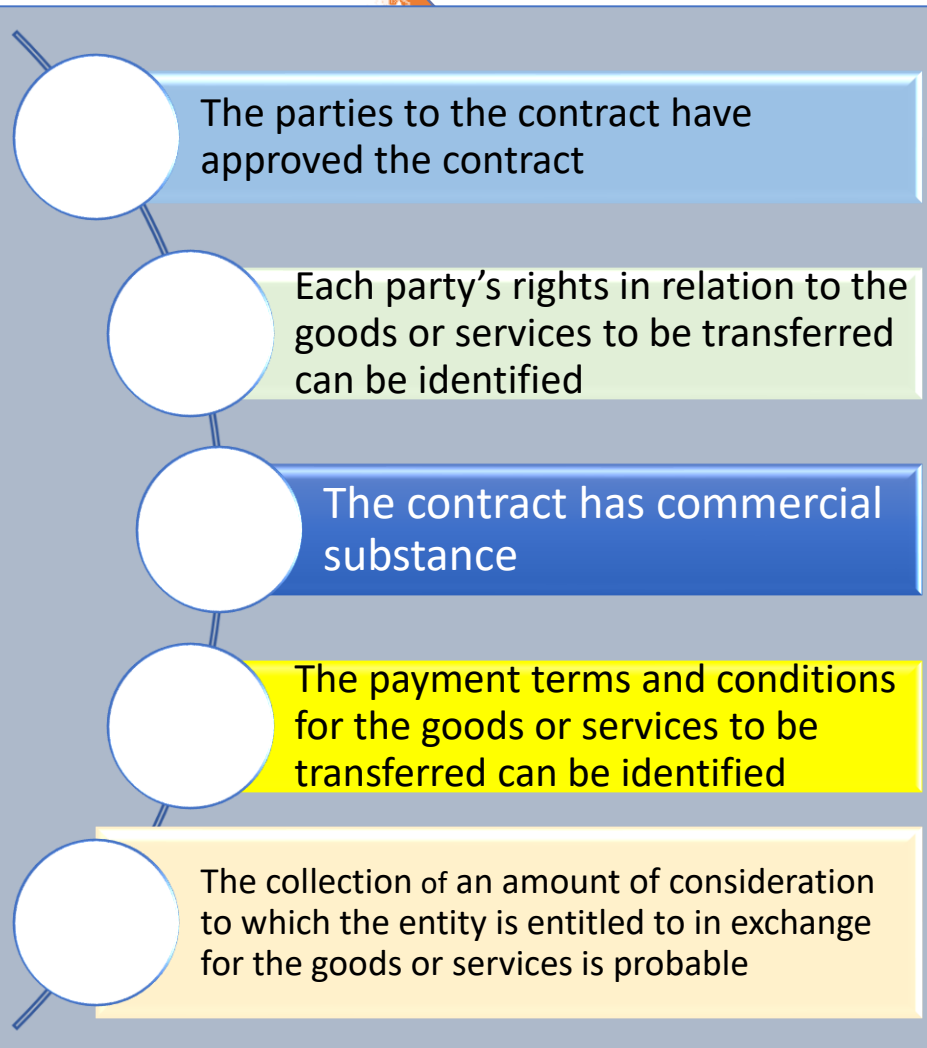 The parties to the contract have
approved the contract
Each party’s rights in relation to the
goods or services to be transferred
can be identified
The contract has commercial
substance
The payment terms and conditions
for the goods or services to be
transferred can be identified
The collection of an amount of consideration
to which the entity is entitled to in exchange
for the goods or services is probable